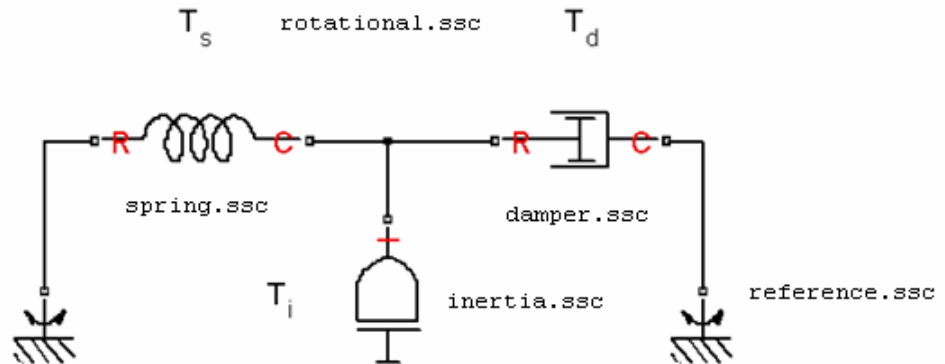 Ts rotational.ssc Td
R C R C
spring.ssc damper.ssc
I
Ti inertia.ssc reference.ssc